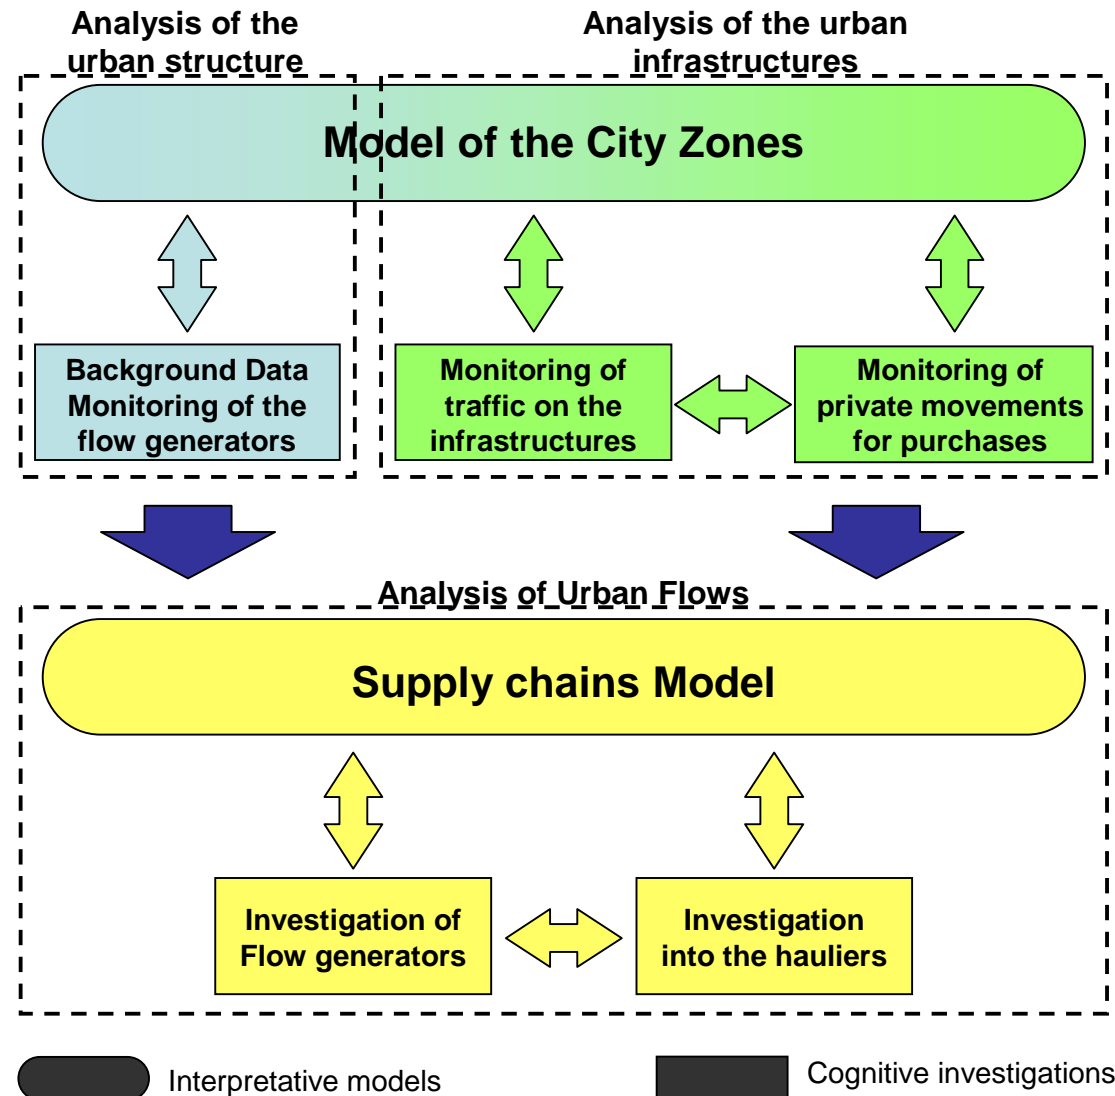 Analysis of the
urban structure
Analysis of the urban
infrastructures
Model of the City Zones
Background Data
Monitoring of the
flow generators
Monitoring of
traffic on the
infrastructures
Monitoring of
private movements
for purchases
Analysis of Urban Flows
Supply chains Model
Investigation of
Flow generators
Investigation
into the hauliers
Interpretative models
Cognitive investigations